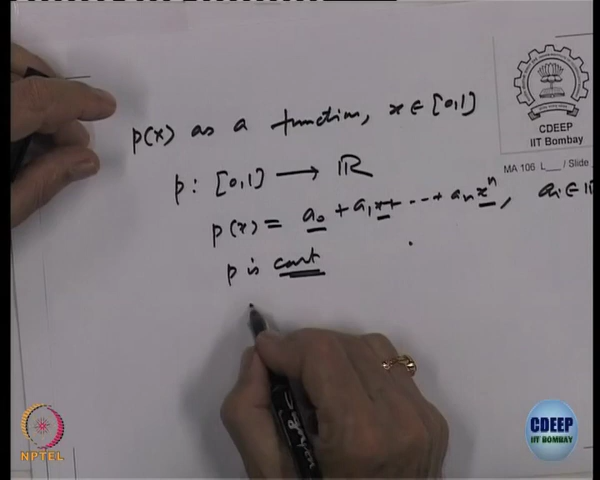 p(x) as a function, x ∈ [0,1]
p : [0,1] → ℝ
p(x) = a₀ + a₁x + ⋯ + aₙxⁿ, aᵢ ∈ ℝ
p is cont
CDEEP
IIT Bombay
MA 106 L___ / Slide
NPTEL
CDEEP
IIT BOMBAY